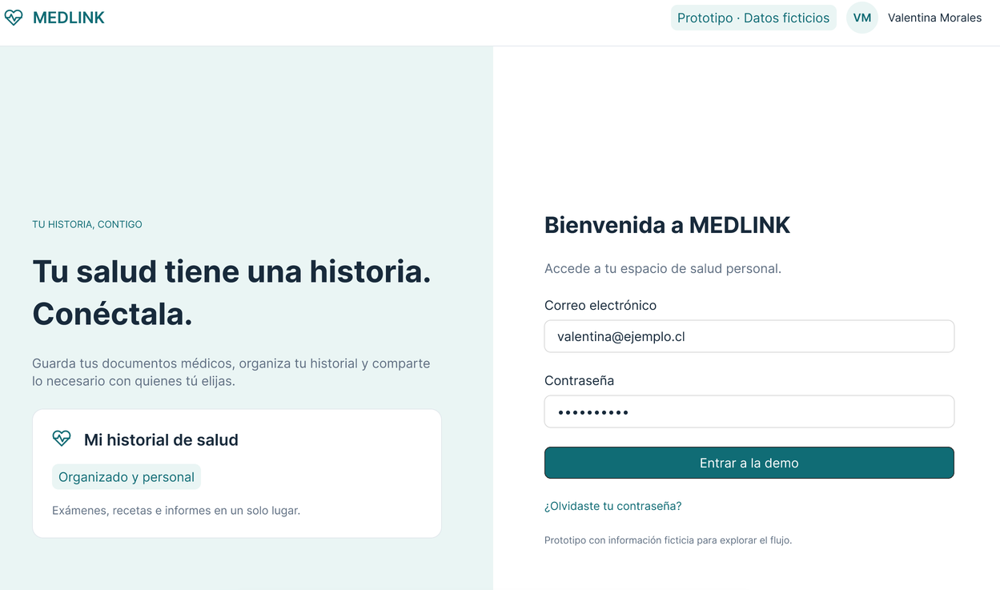 MEDLINK
Prototipo · Datos ficticios
VM
Valentina Morales
TU HISTORIA, CONTIGO
Tu salud tiene una historia.
Conéctala.
Guarda tus documentos médicos, organiza tu historial y comparte
lo necesario con quienes tú elijas.
Mi historial de salud
Organizado y personal
Exámenes, recetas e informes en un solo lugar.
Bienvenida a MEDLINK
Accede a tu espacio de salud personal.
Correo electrónico
valentina@ejemplo.cl
Contraseña
••••••••••
Entrar a la demo
¿Olvidaste tu contraseña?
Prototipo con información ficticia para explorar el flujo.